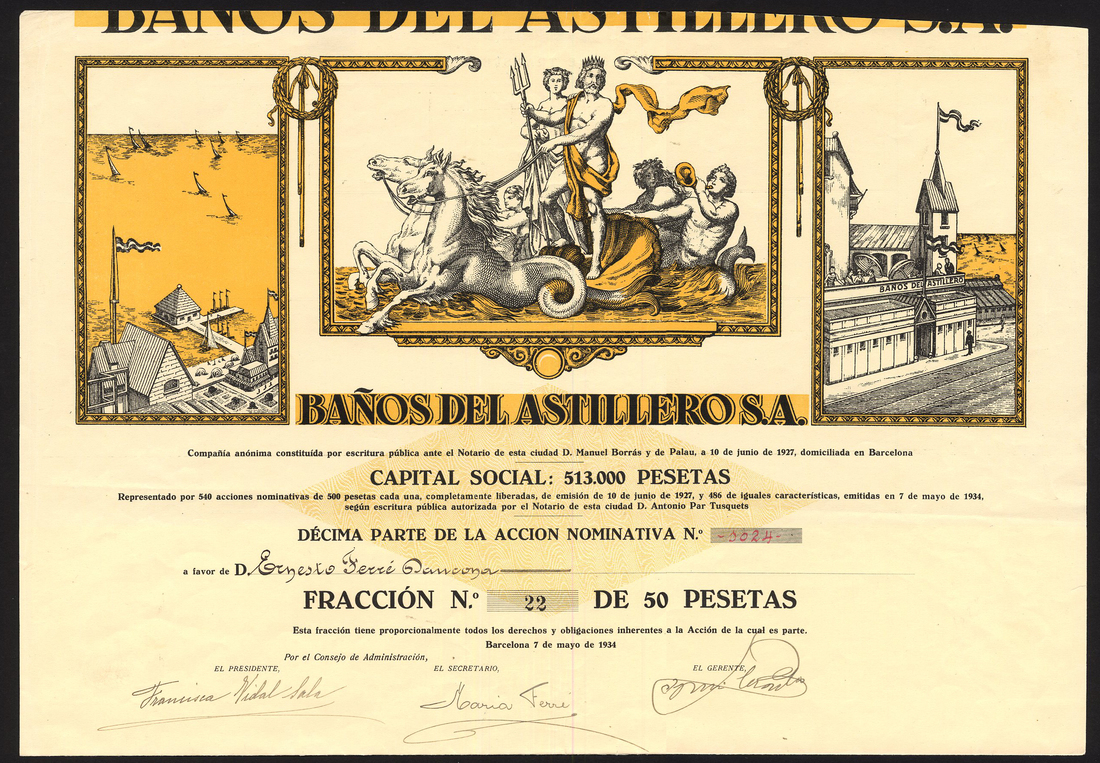 BAÑOS DEL ASTILLERO S.A.
BAÑOS DEL ASTILLERO
BAÑOS DEL ASTILLERO S.A.
Compañía anónima constituída por escritura pública ante el Notario de esta ciudad D. Manuel Borrás y de Palau, a 10 de junio de 1927, domiciliada en Barcelona
CAPITAL SOCIAL: 513.000 PESETAS
Representado por 540 acciones nominativas de 500 pesetas cada una, completamente liberadas, de emisión de 10 de junio de 1927, y 486 de iguales características, emitidas en 7 de mayo de 1934,
según escritura pública autorizada por el Notario de esta ciudad D. Antonio Par Tusquets
DÉCIMA PARTE DE LA ACCION NOMINATIVA N.º
a favor de D. Ernesto Ferré
FRACCIÓN N.º 22 DE 50 PESETAS
Esta fracción tiene proporcionalmente todos los derechos y obligaciones inherentes a la Acción de la cual es parte.
Barcelona 7 de mayo de 1934
Por el Consejo de Administración,
EL PRESIDENTE, EL SECRETARIO, EL GERENTE,
Francisca Vidal Sala María Ferré